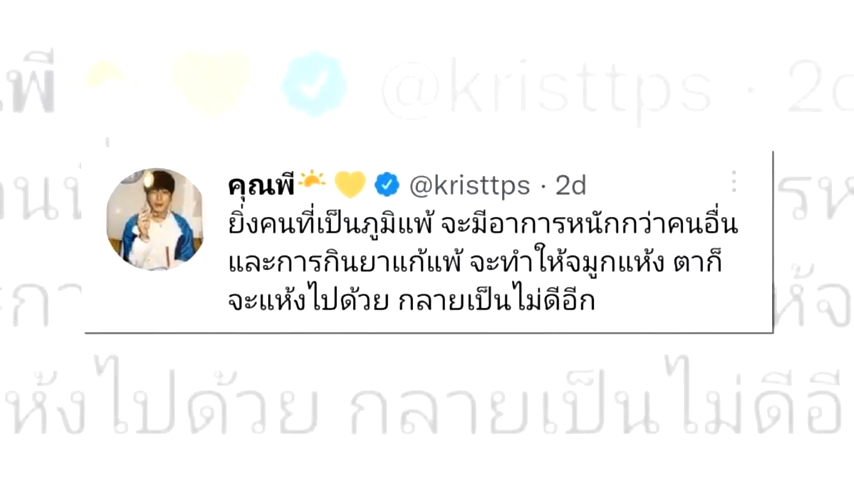 คุณพี☀️ 💛 @kristtps · 2d
ยิ่งคนที่เป็นภูมิแพ้ จะมีอาการหนักกว่าคนอื่น
และการกินยาแก้แพ้ จะทำให้จมูกแห้ง ตาก็
จะแห้งไปด้วย กลายเป็นไม่ดีอีก